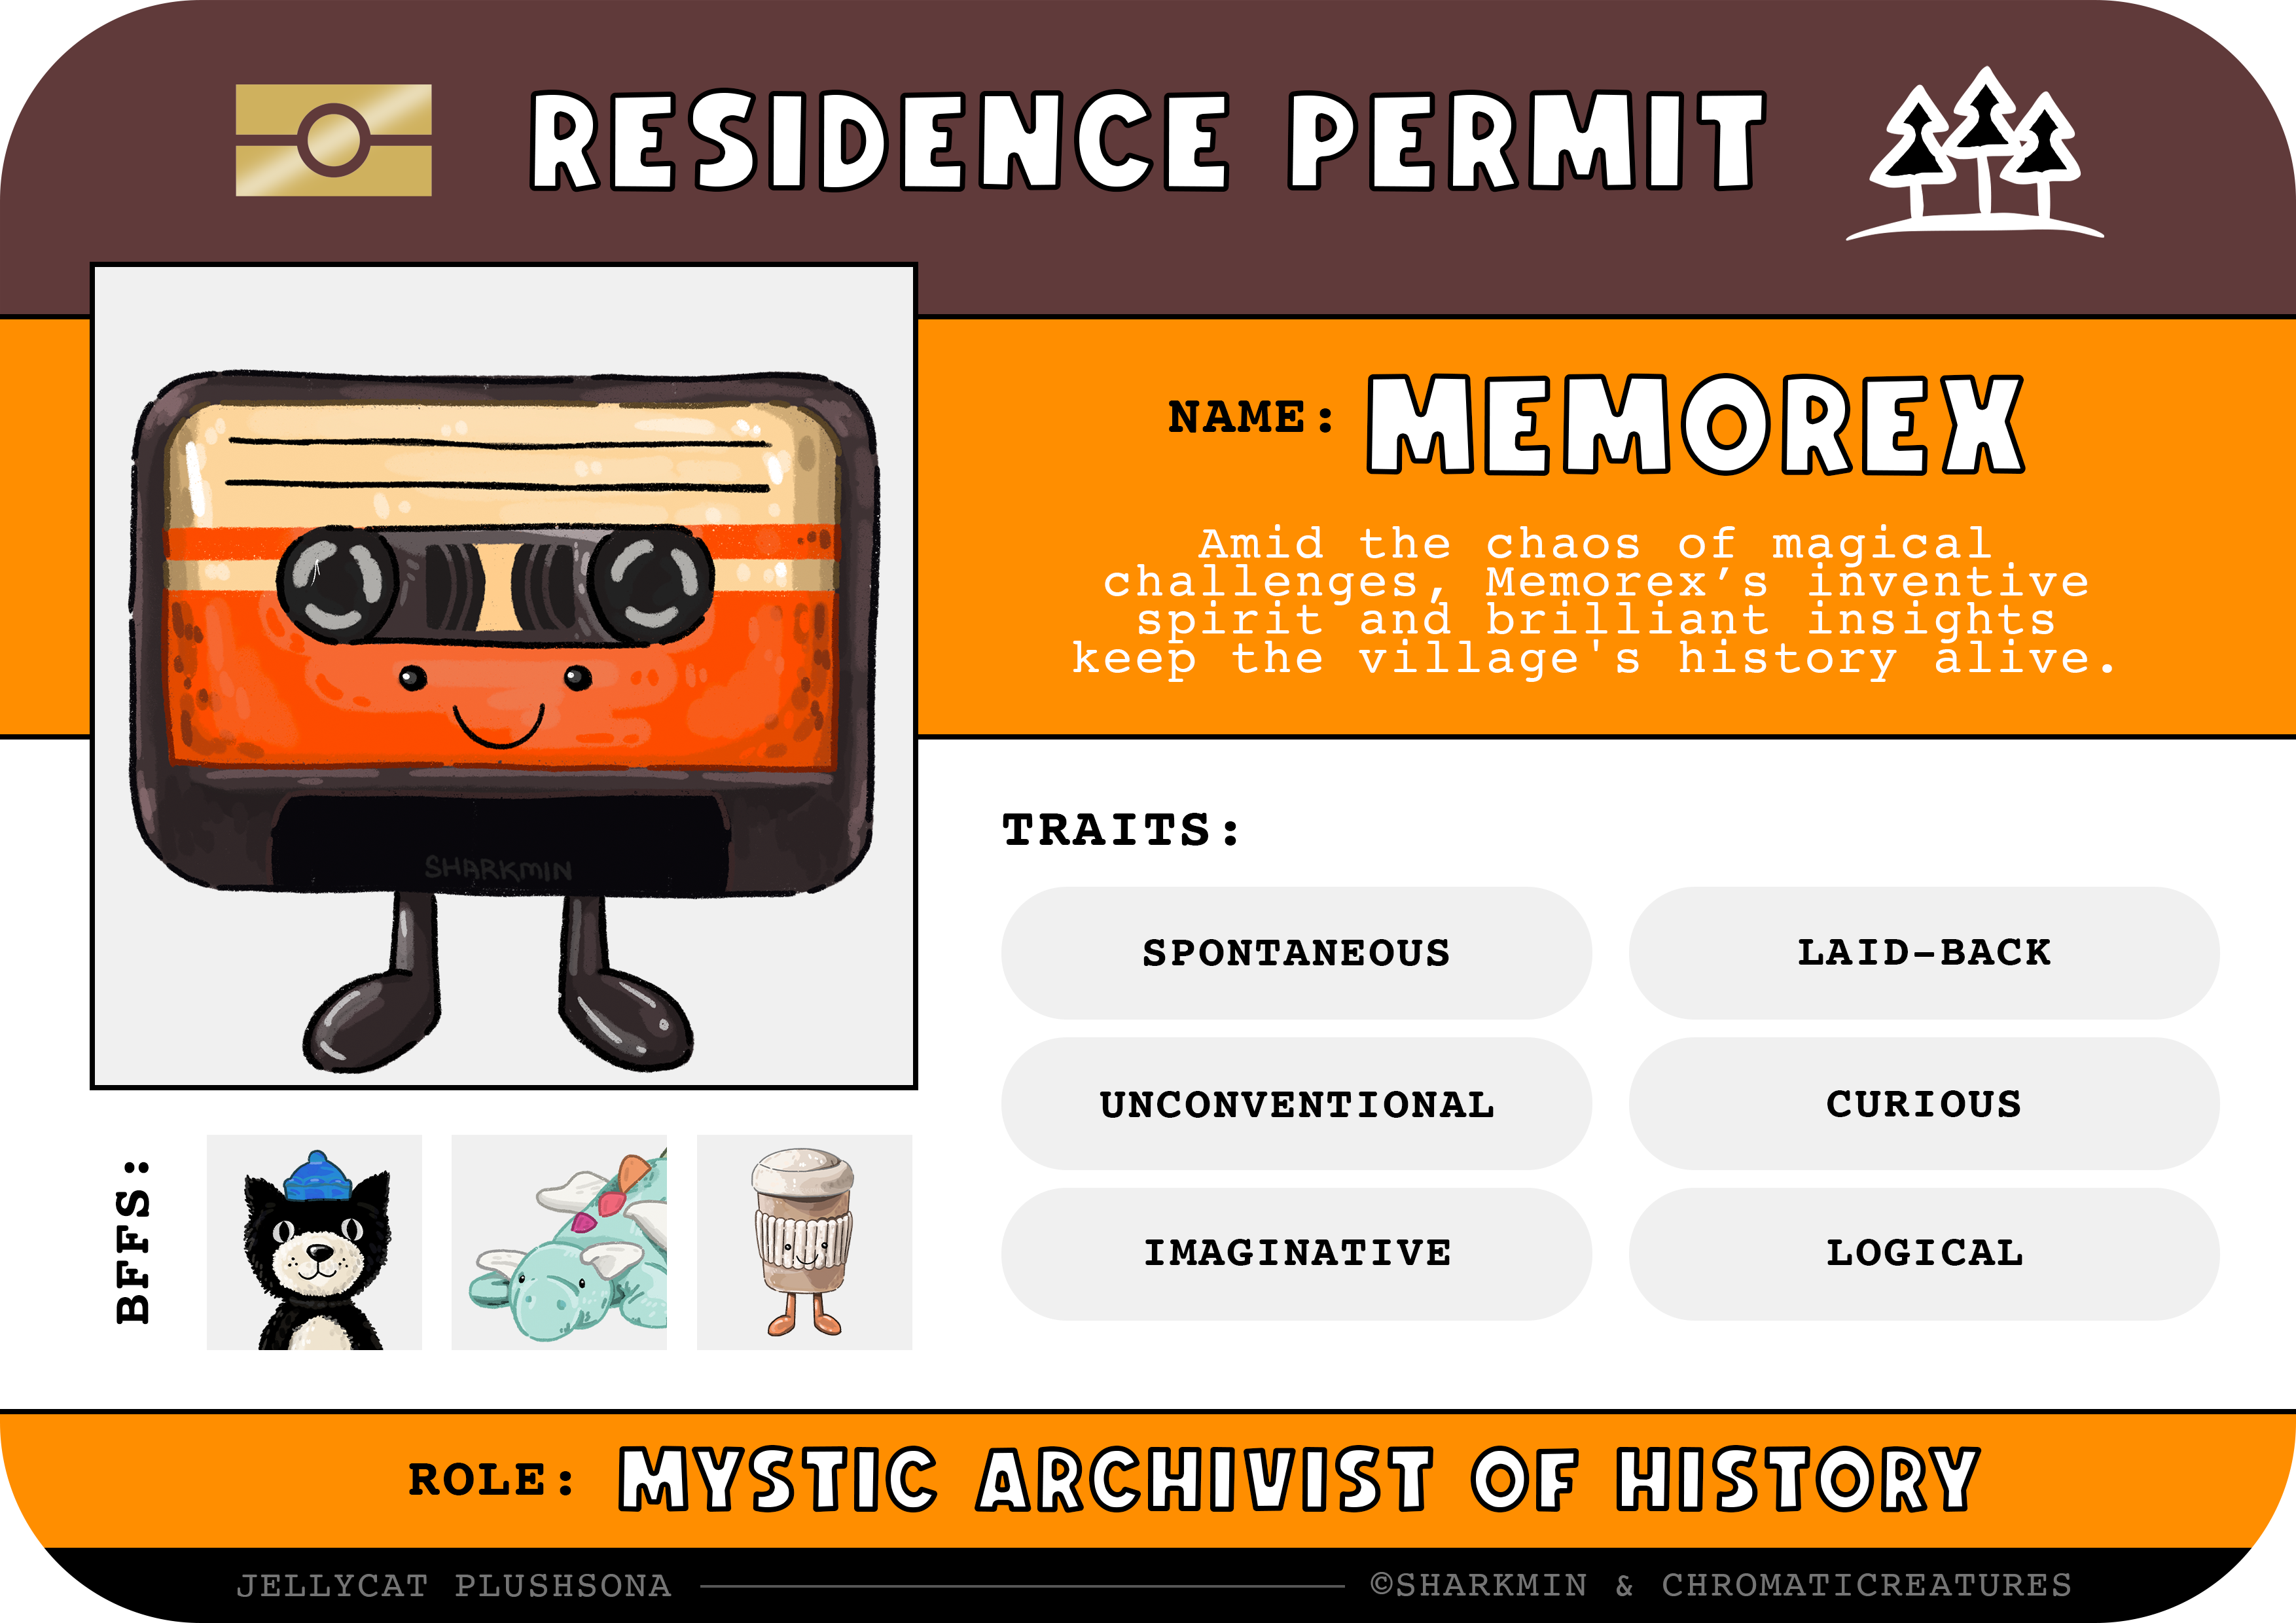 RESIDENCE PERMIT
NAME: MEMOREX
Amid the chaos of magical
challenges, Memorex’s inventive
spirit and brilliant insights
keep the village's history alive.
SHARKMIN
TRAITS:
SPONTANEOUS
LAID-BACK
UNCONVENTIONAL
CURIOUS
IMAGINATIVE
LOGICAL
BFFS:
ROLE: MYSTIC ARCHIVIST OF HISTORY
JELLYCAT PLUSHSONA
©SHARKMIN & CHROMATICREATURES